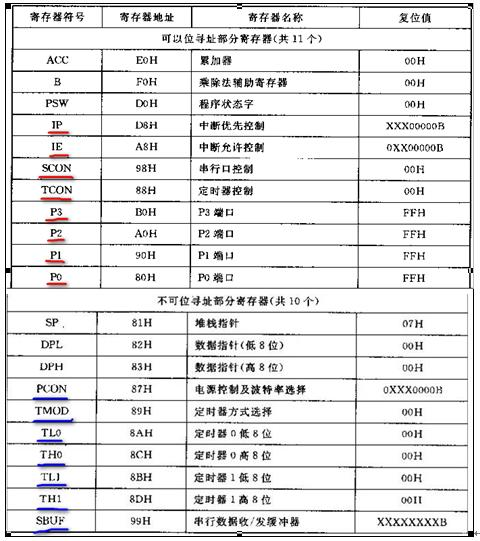 寄存器符号 寄存器地址 寄存器名称 复位值
可以位寻址部分寄存器(共11个)
ACC E0H 累加器 00H
B F0H 乘除法辅助寄存器 00H
PSW D0H 程序状态字 00H
IP D8H 中断优先控制 XXX00000B
IE A8H 中断允许控制 0XX00000B
SCON 98H 串行口控制 00H
TCON 88H 定时器控制 00H
P3 B0H P3端口 FFH
P2 A0H P2端口 FFH
P1 90H P1端口 FFH
P0 80H P0端口 FFH
不可位寻址部分寄存器(共10个)
SP 81H 堆栈指针 07H
DPL 82H 数据指针(低8位) 00H
DPH 83H 数据指针(高8位) 00H
PCON 87H 电源控制及波特率选择 0XXX0000B
TMOD 89H 定时器方式选择 00H
TL0 8AH 定时器0低8位 00H
TH0 8CH 定时器0高8位 00H
TL1 8BH 定时器1低8位 00H
TH1 8DH 定时器1高8位 00H
SBUF 99H 串行数据收/发缓冲器 XXXXXXXXB